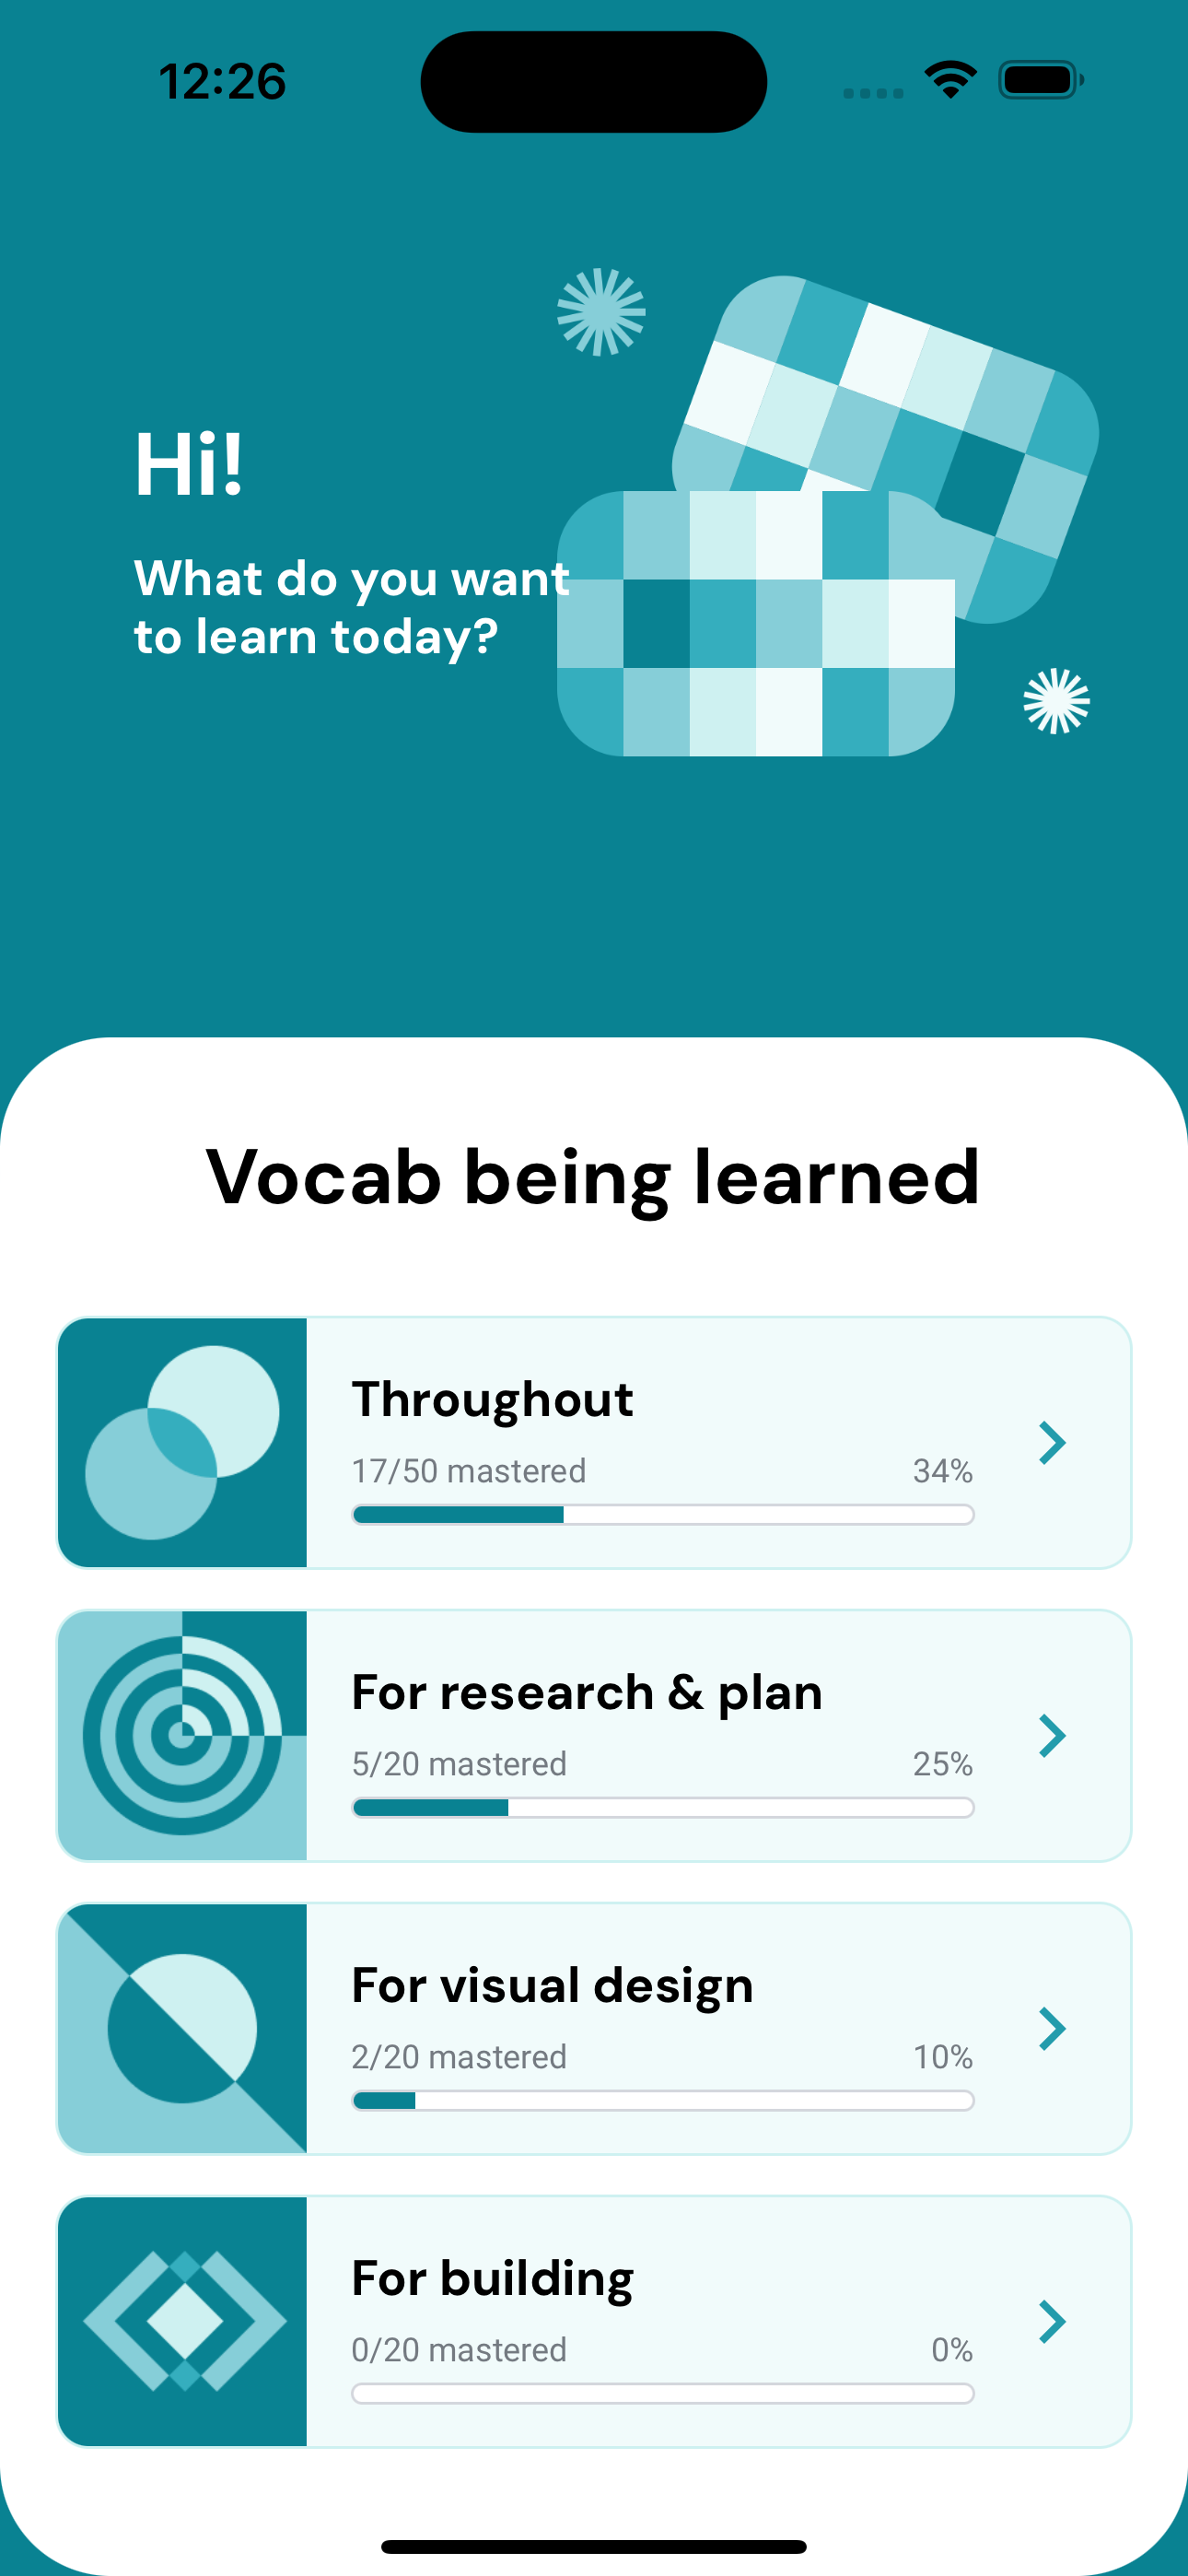 12:26
Hi!
What do you want
to learn today?
Vocab being learned
Throughout
17/50 mastered 34%
For research & plan
5/20 mastered 25%
For visual design
2/20 mastered 10%
For building
0/20 mastered 0%